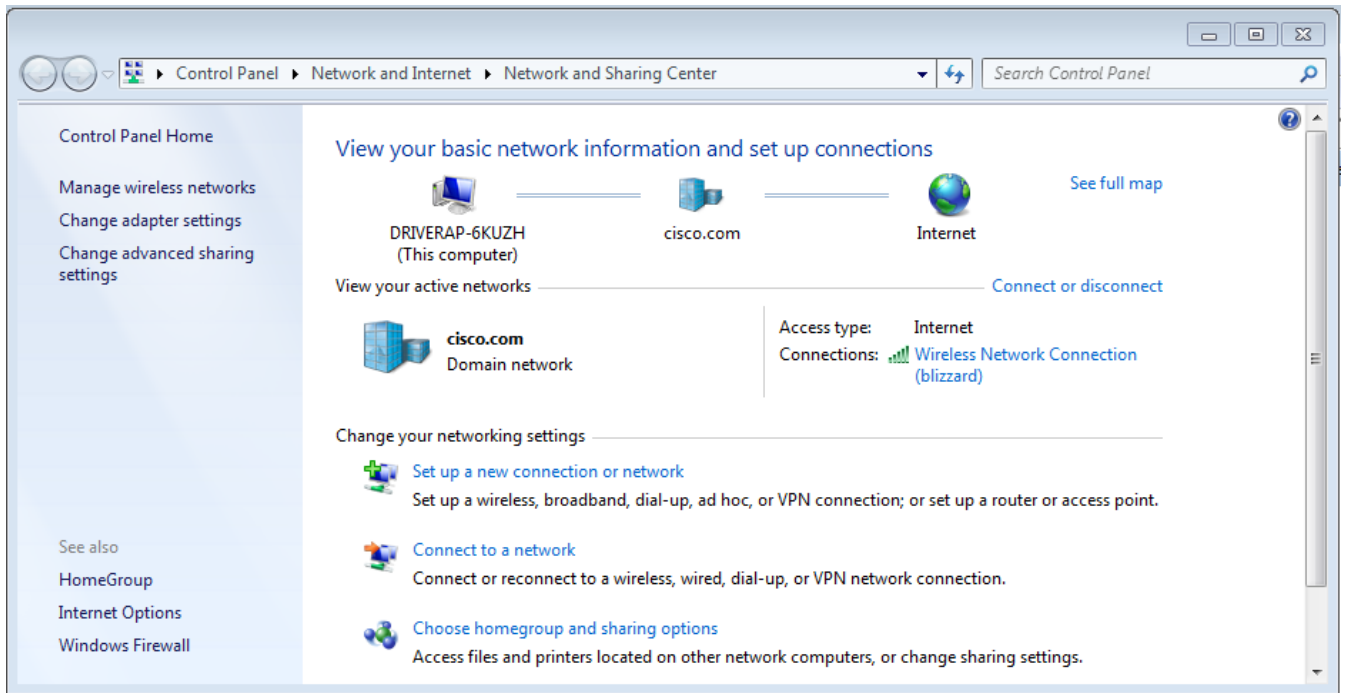 Control Panel ▸ Network and Internet ▸ Network and Sharing Center
Search Control Panel
Control Panel Home
Manage wireless networks
Change adapter settings
Change advanced sharing
settings
See also
HomeGroup
Internet Options
Windows Firewall
View your basic network information and set up connections
See full map
DRIVERAP-6KUZH
(This computer)
cisco.com
Internet
View your active networks
Connect or disconnect
cisco.com
Domain network
Access type: Internet
Connections: Wireless Network Connection
(blizzard)
Change your networking settings
Set up a new connection or network
Set up a wireless, broadband, dial-up, ad hoc, or VPN connection; or set up a router or access point.
Connect to a network
Connect or reconnect to a wireless, wired, dial-up, or VPN network connection.
Choose homegroup and sharing options
Access files and printers located on other network computers, or change sharing settings.